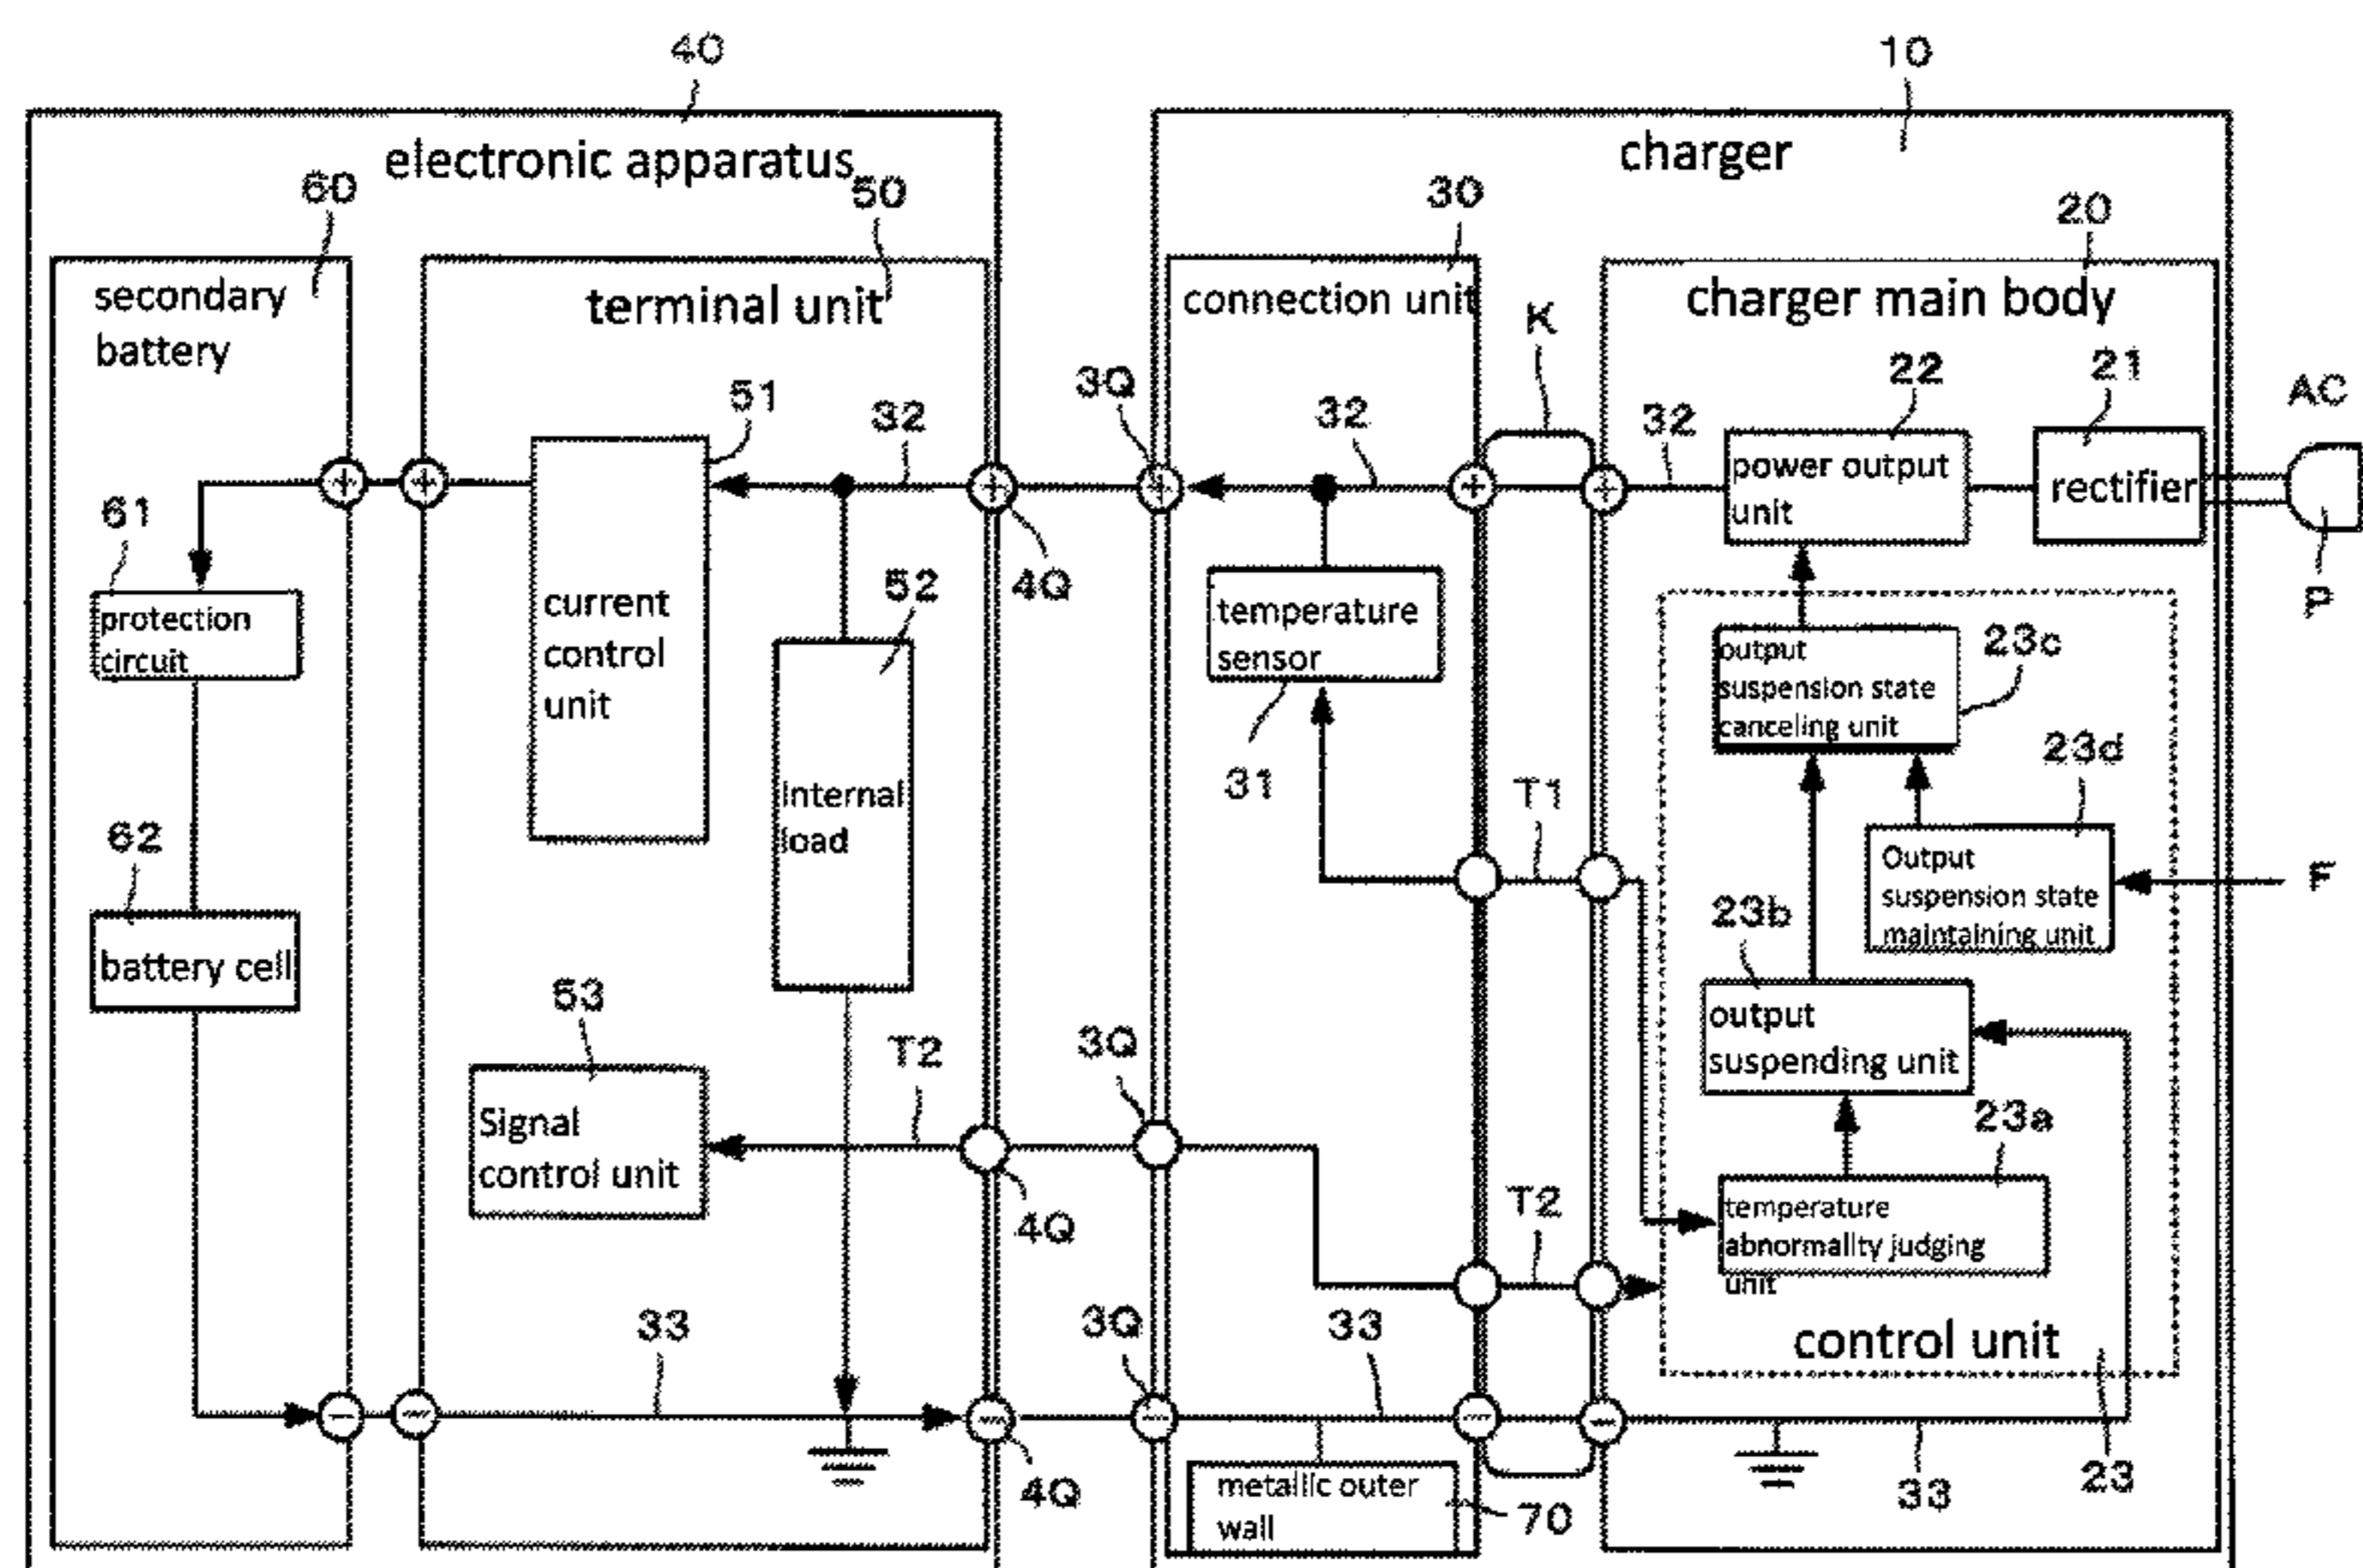 40
10
electronic apparatus
charger
60
50
30
20
secondary
battery
terminal unit
connection unit
K
charger main body
51
32
3Q
32
32
22
21
AC
power output
unit
rectifier
P
61
protection
circuit
current
control
unit
52
4Q
temperature
sensor
31
output
suspension state
canceling unit
23c
23d
internal
load
T1
62
battery cell
Output
suspension state
maintaining unit
F
23b
output
suspending unit
53
T2
3Q
Signal
control unit
4Q
T2
23a
temperature
abnormality judging
unit
control unit
33
3Q
33
4Q
metallic outer
wall
70
33
23